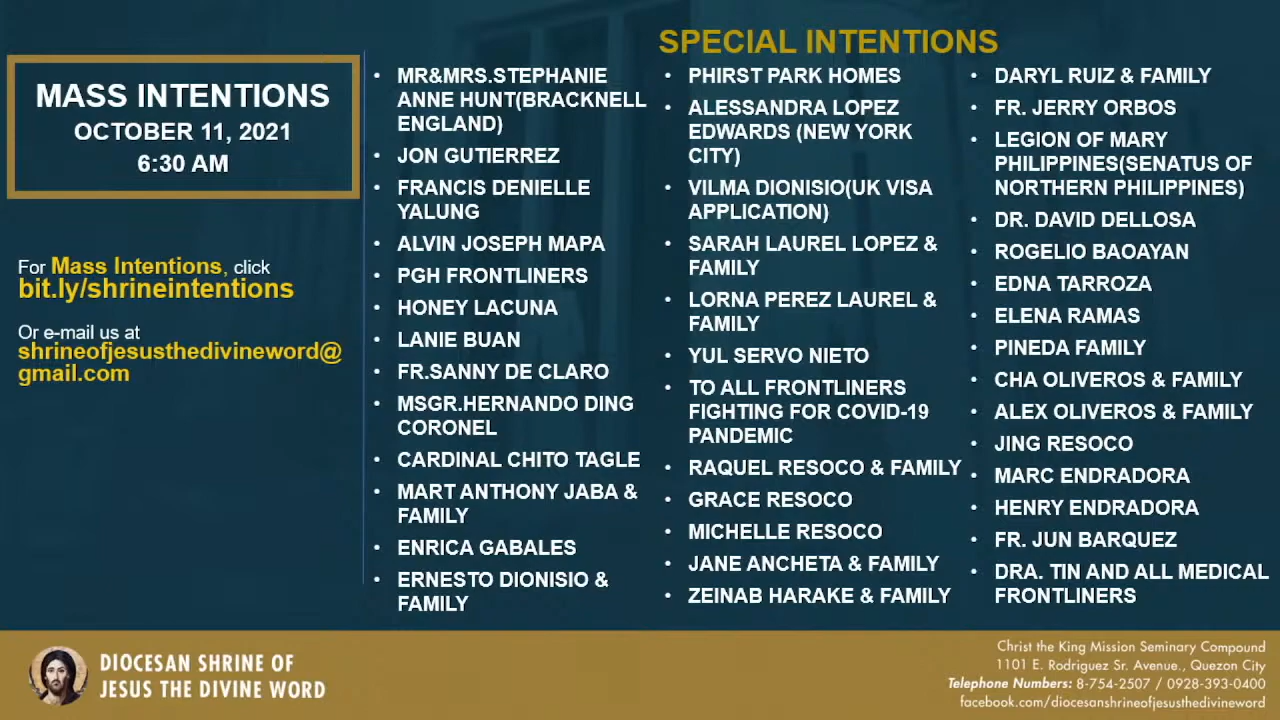 MASS INTENTIONS
OCTOBER 11, 2021
6:30 AM
For Mass Intentions, click
bit.ly/shrineintentions
Or e-mail us at
shrineofjesusthedivineword@
gmail.com
SPECIAL INTENTIONS
• MR&MRS.STEPHANIE
ANNE HUNT(BRACKNELL
ENGLAND)
• JON GUTIERREZ
• FRANCIS DENIELLE
YALUNG
• ALVIN JOSEPH MAPA
• PGH FRONTLINERS
• HONEY LACUNA
• LANIE BUAN
• FR.SANNY DE CLARO
• MSGR.HERNANDO DING
CORONEL
• CARDINAL CHITO TAGLE
• MART ANTHONY JABA &
FAMILY
• ENRICA GABALES
• ERNESTO DIONISIO &
FAMILY
• PHIRST PARK HOMES
• ALESSANDRA LOPEZ
EDWARDS (NEW YORK
CITY)
• VILMA DIONISIO(UK VISA
APPLICATION)
• SARAH LAUREL LOPEZ &
FAMILY
• LORNA PEREZ LAUREL &
FAMILY
• YUL SERVO NIETO
• TO ALL FRONTLINERS
FIGHTING FOR COVID-19
PANDEMIC
• RAQUEL RESOCO & FAMILY
• GRACE RESOCO
• MICHELLE RESOCO
• JANE ANCHETA & FAMILY
• ZEINAB HARAKE & FAMILY
• DARYL RUIZ & FAMILY
• FR. JERRY ORBOS
• LEGION OF MARY
PHILIPPINES(SENATUS OF
NORTHERN PHILIPPINES)
• DR. DAVID DELLOSA
• ROGELIO BAOAYAN
• EDNA TARROZA
• ELENA RAMAS
• PINEDA FAMILY
• CHA OLIVEROS & FAMILY
• ALEX OLIVEROS & FAMILY
• JING RESOCO
• MARC ENDRADORA
• HENRY ENDRADORA
• FR. JUN BARQUEZ
• DRA. TIN AND ALL MEDICAL
FRONTLINERS
DIOCESAN SHRINE OF
JESUS THE DIVINE WORD
Christ the King Mission Seminary Compound
1101 E. Rodriguez Sr. Avenue., Quezon City
Telephone Numbers: 8-754-2507 / 0928-393-0400
facebook.com/diocesanshrineofjesusthedivineword